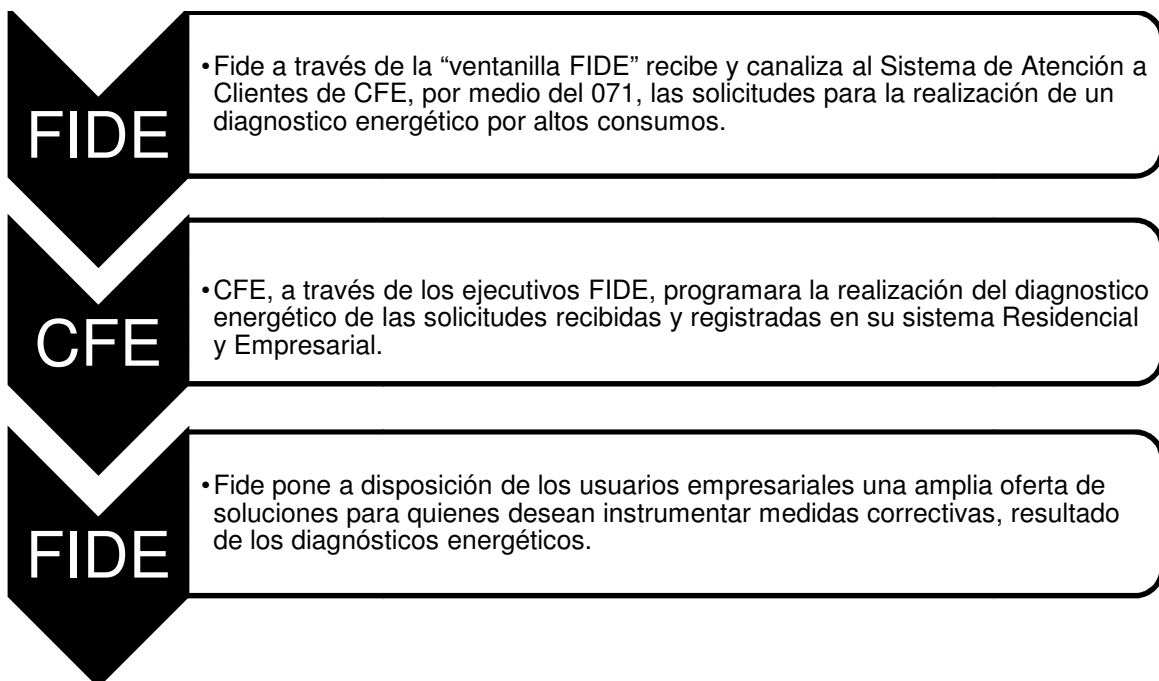 FIDE
•Fide a través de la “ventanilla FIDE” recibe y canaliza al Sistema de Atención a
Clientes de CFE, por medio del 071, las solicitudes para la realización de un
diagnostico energético por altos consumos.
CFE
•CFE, a través de los ejecutivos FIDE, programara la realización del diagnostico
energético de las solicitudes recibidas y registradas en su sistema Residencial
y Empresarial.
FIDE
•Fide pone a disposición de los usuarios empresariales una amplia oferta de
soluciones para quienes desean instrumentar medidas correctivas, resultado
de los diagnósticos energéticos.